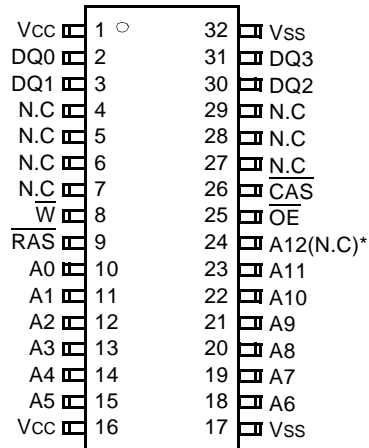 VCC 1 32 VSS
DQ0 2 31 DQ3
DQ1 3 30 DQ2
N.C 4 29 N.C
N.C 5 28 N.C
N.C 6 27 N.C
N.C 7 26 CAS
W 8 25 OE
RAS 9 24 A12(N.C)*
A0 10 23 A11
A1 11 22 A10
A2 12 21 A9
A3 13 20 A8
A4 14 19 A7
A5 15 18 A6
VCC 16 17 VSS